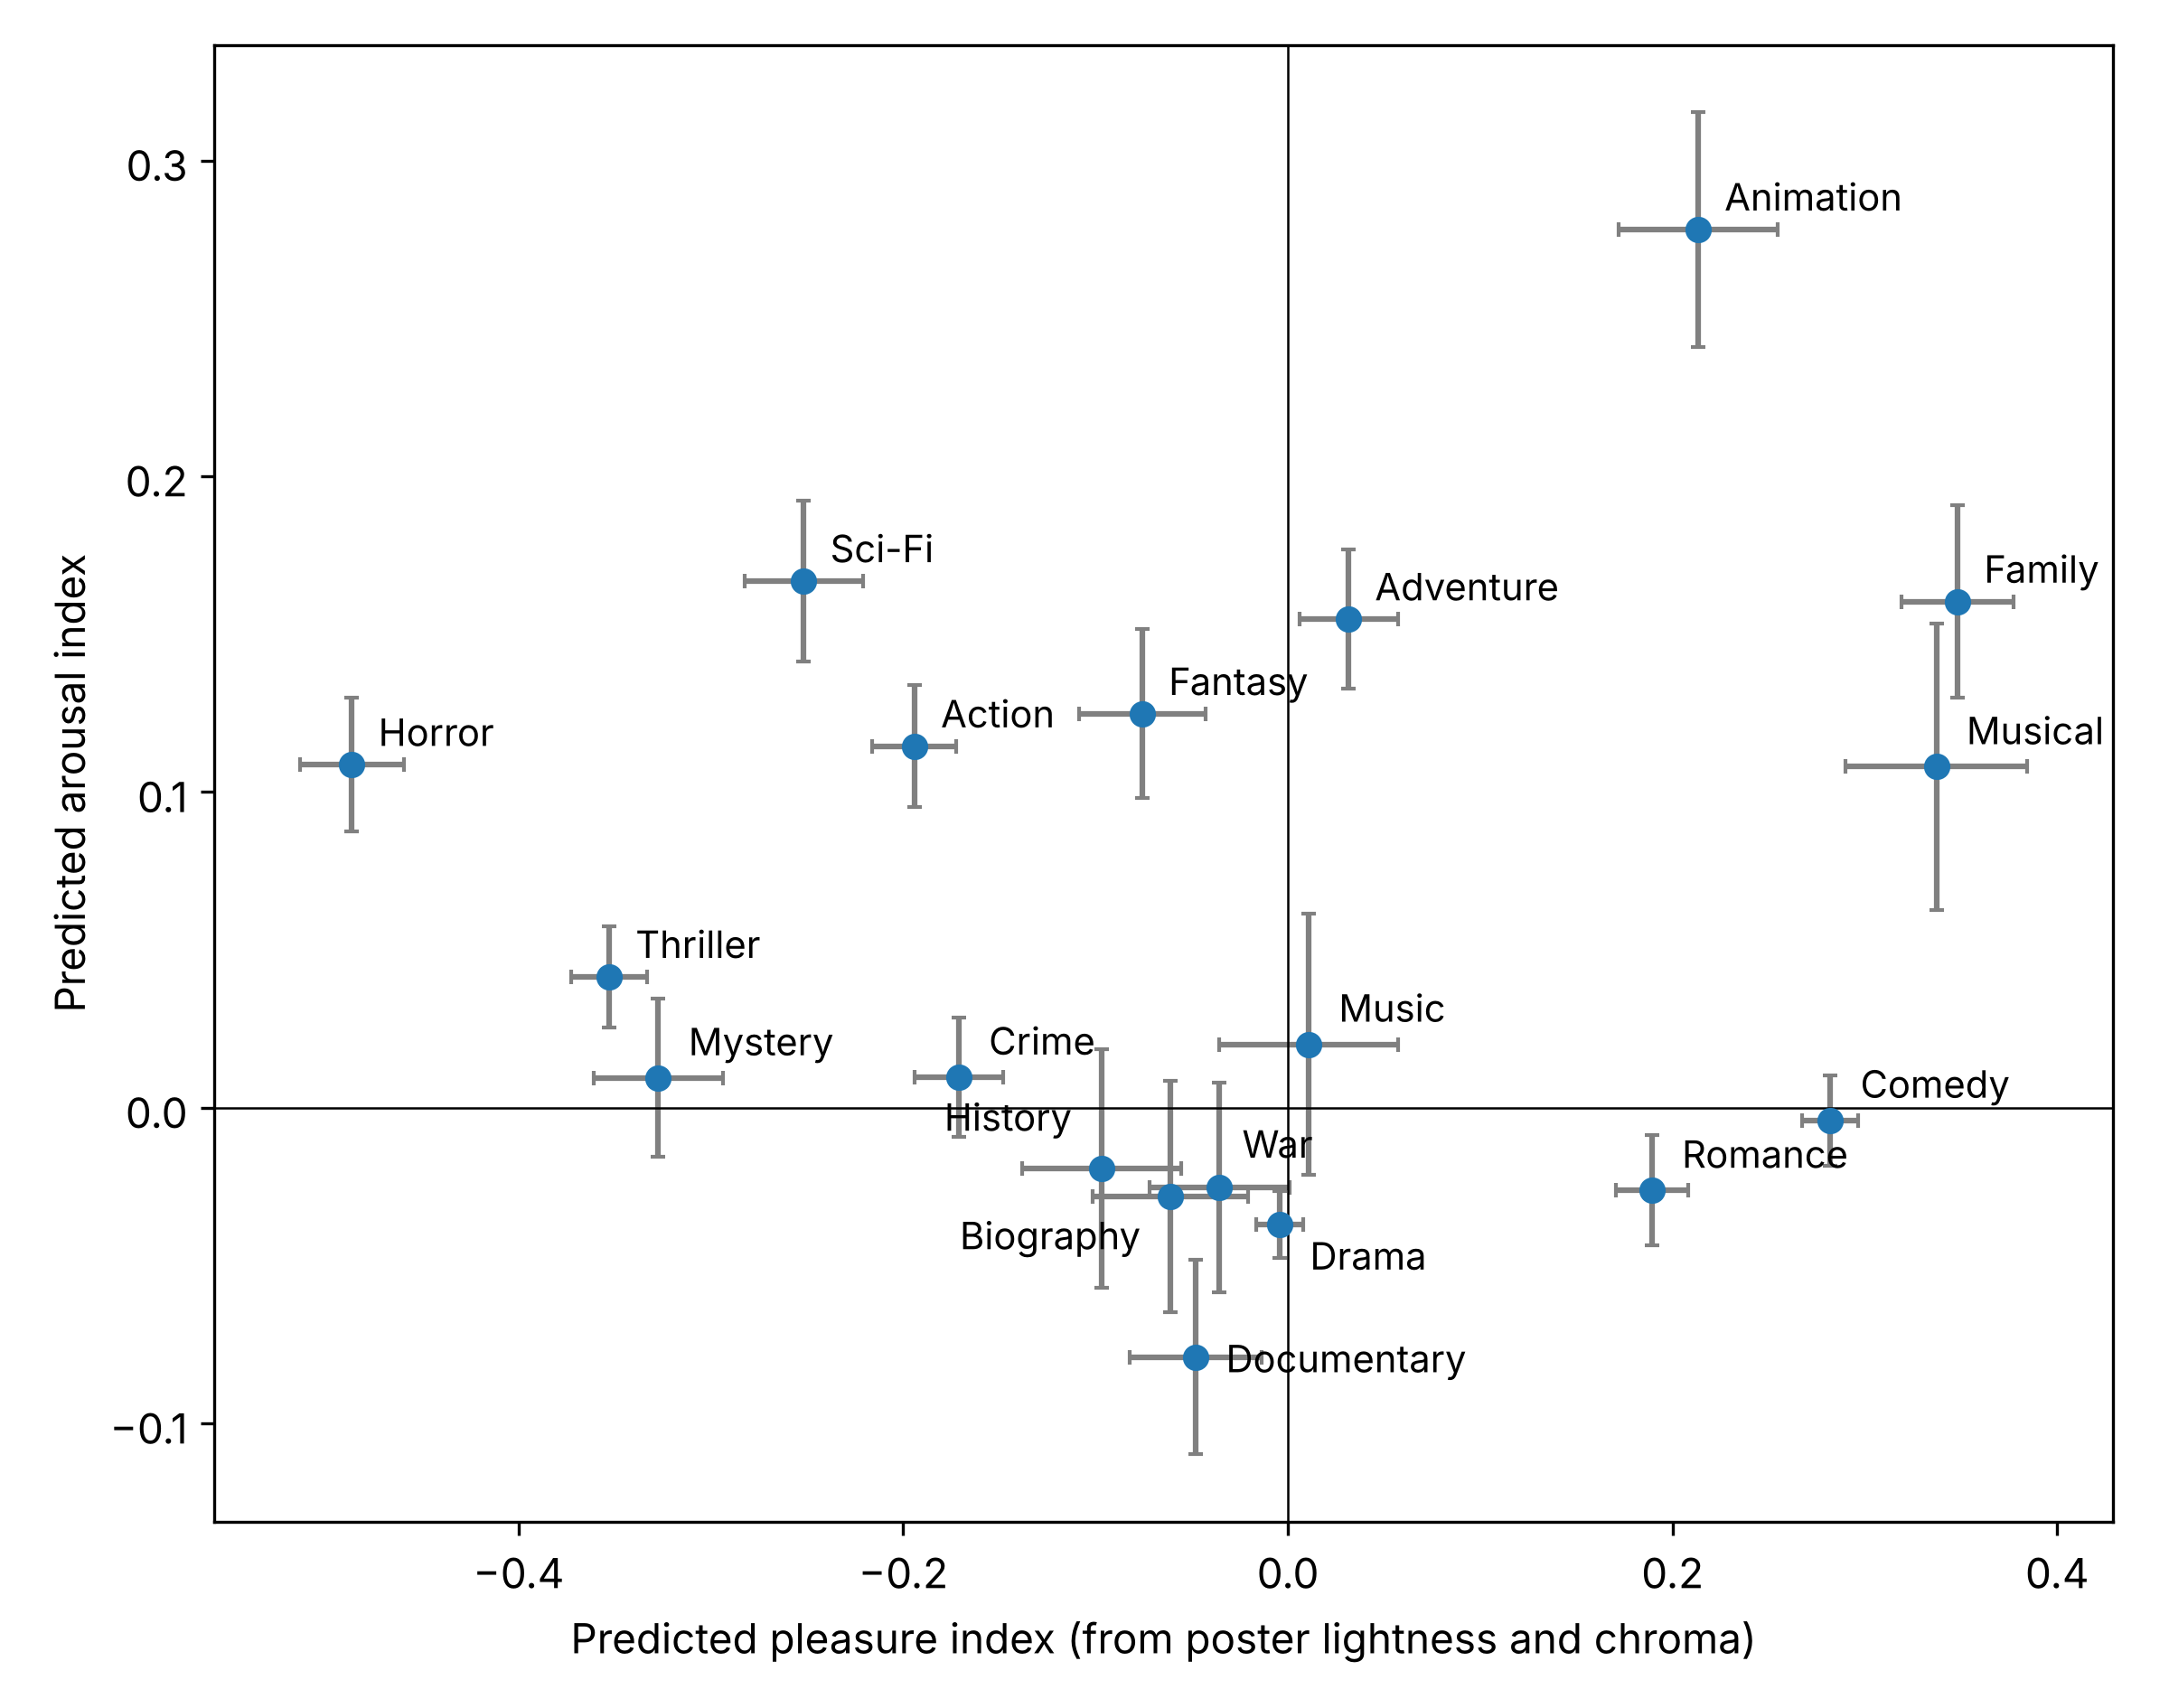 0.3
0.2
0.1
0.0
−0.1
Predicted arousal index
Animation
Sci-Fi
Family
Adventure
Fantasy
Action
Horror
Musical
Thriller
Music
Mystery
Crime
Comedy
History
War
Romance
Biography
Drama
Documentary
−0.4
−0.2
0.0
0.2
0.4
Predicted pleasure index (from poster lightness and chroma)